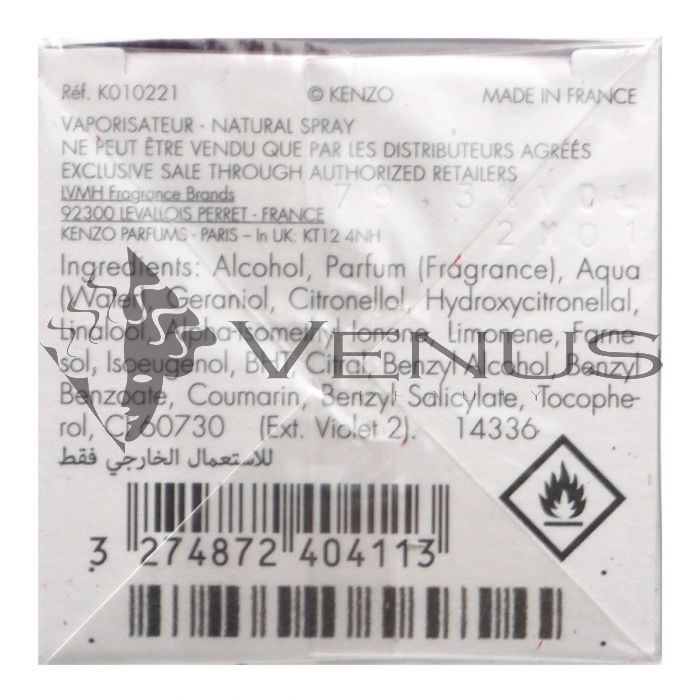 Réf. K010221 © KENZO MADE IN FRANCE
VAPORISATEUR - NATURAL SPRAY
NE PEUT ÊTRE VENDU QUE PAR LES DISTRIBUTEURS AGRÉÉS
EXCLUSIVE SALE THROUGH AUTHORIZED RETAILERS
LVMH Fragrance Brands
92300 LEVALLOIS PERRET - FRANCE
KENZO PARFUMS - PARIS – In UK: KT12 4NH
Ingredients: Alcohol, Parfum (Fragrance), Aqua
(Water), Geraniol, Citronellol, Hydroxycitronellal,
Linalool, Alpha-Isomethyl Ionone, Limonene, Farne-
sol, Isoeugenol, BHT, Citral, Benzyl Alcohol, Benzyl
Benzoate, Coumarin, Benzyl Salicylate, Tocophe-
rol, CI 60730 (Ext. Violet 2). 14336
للاستعمال الخارجي فقط
3 274872 404113
VENUS
BEAUTY